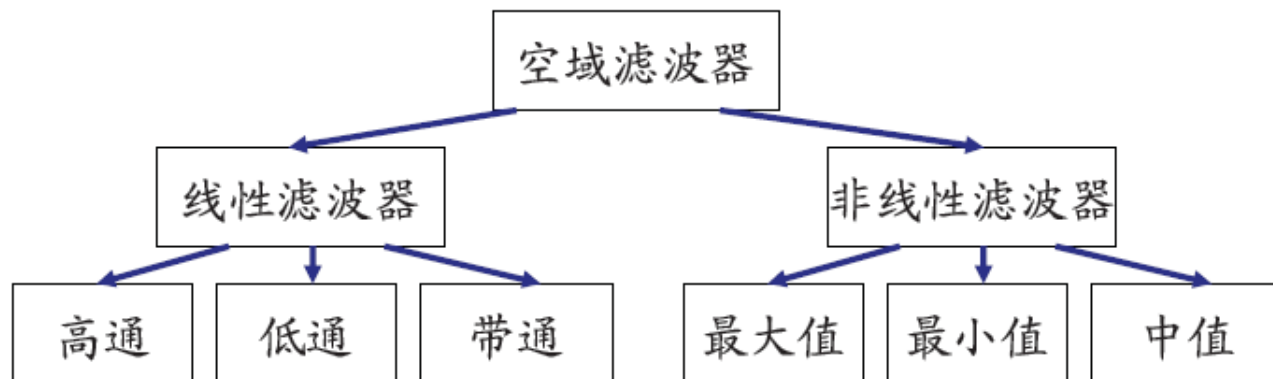 空域滤波器
线性滤波器
非线性滤波器
高通
低通
带通
最大值
最小值
中值